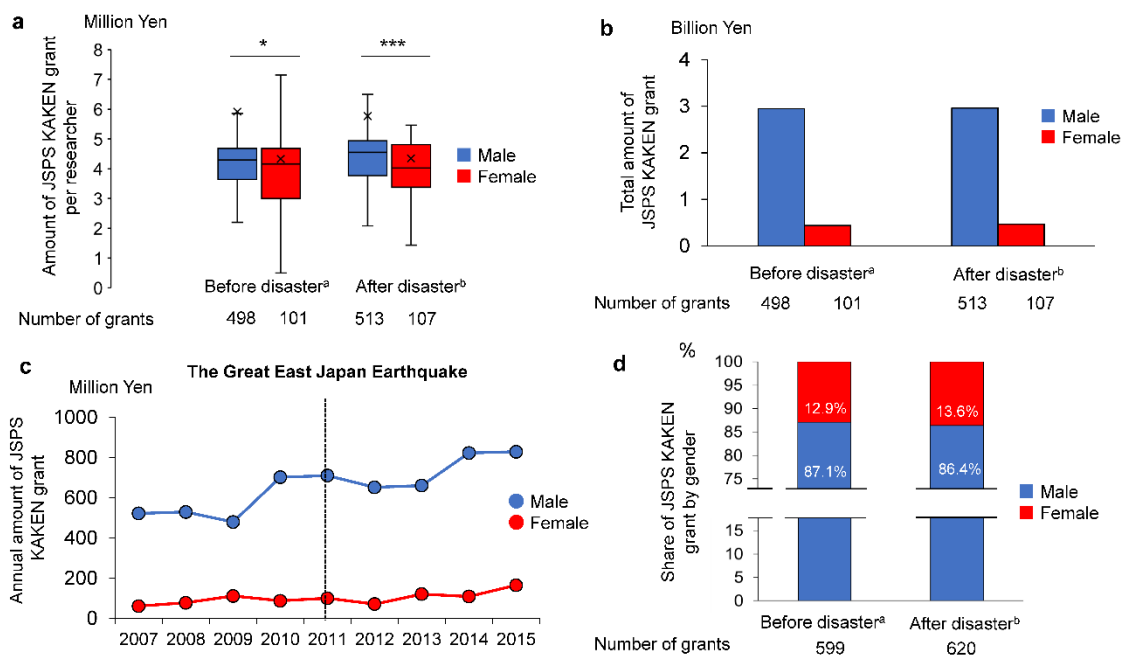 a
Million Yen
Amount of JSPS KAKEN grant
per researcher
8
7
6
5
4
3
2
1
0
*
***
Male
Female
Before disasterᵃ
After disasterᵇ
Number of grants
498
101
513
107
b
Billion Yen
Total amount of
JSPS KAKEN grant
4
3
2
1
0
Male
Female
Before disasterᵃ
After disasterᵇ
Number of grants
498
101
513
107
c
The Great East Japan Earthquake
Million Yen
Annual amount of JSPS
KAKEN grant
1000
800
600
400
200
0
2007
2008
2009
2010
2011
2012
2013
2014
2015
Male
Female
d
%
Share of JSPS KAKEN
grant by gender
100
95
90
85
80
75
15
10
5
0
12.9%
87.1%
13.6%
86.4%
Male
Female
Before disasterᵃ
After disasterᵇ
Number of grants
599
620